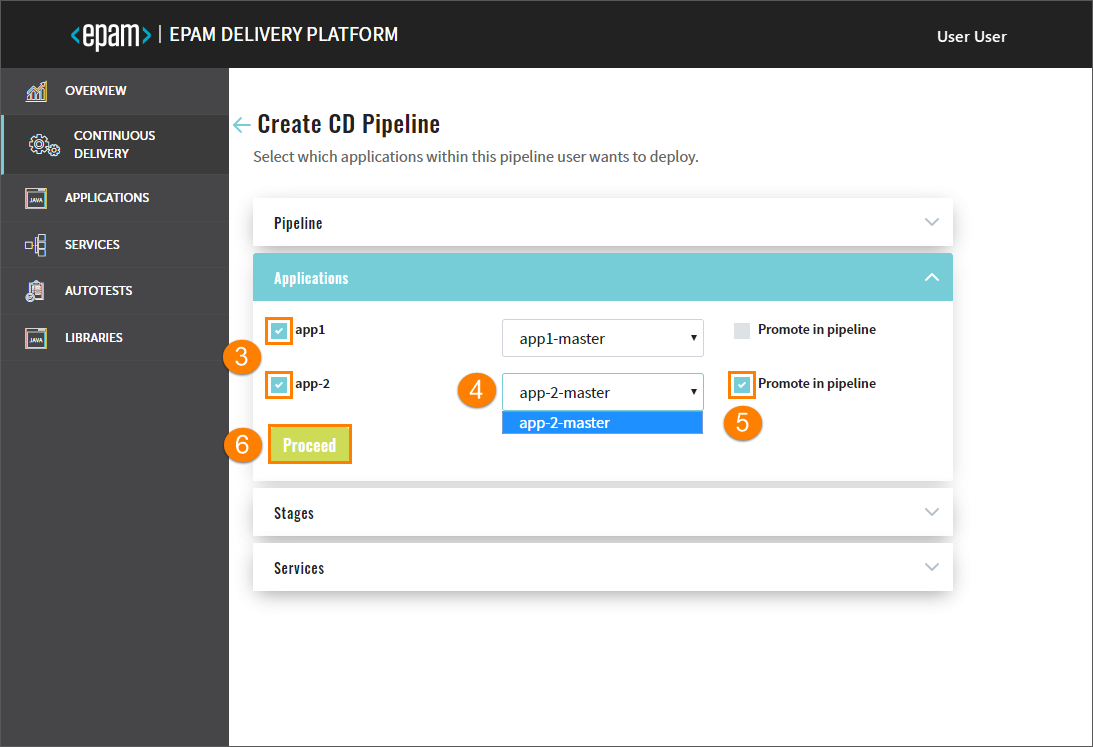 <epam> | EPAM DELIVERY PLATFORM
User User
OVERVIEW
CONTINUOUS
DELIVERY
JAVA
APPLICATIONS
SERVICES
AUTOTESTS
JAVA
LIBRARIES
Create CD Pipeline
Select which applications within this pipeline user wants to deploy.
Pipeline
Applications
app1
app1-master
Promote in pipeline
3
app-2
4
app-2-master
Promote in pipeline
app-2-master
5
6
Proceed
Stages
Services